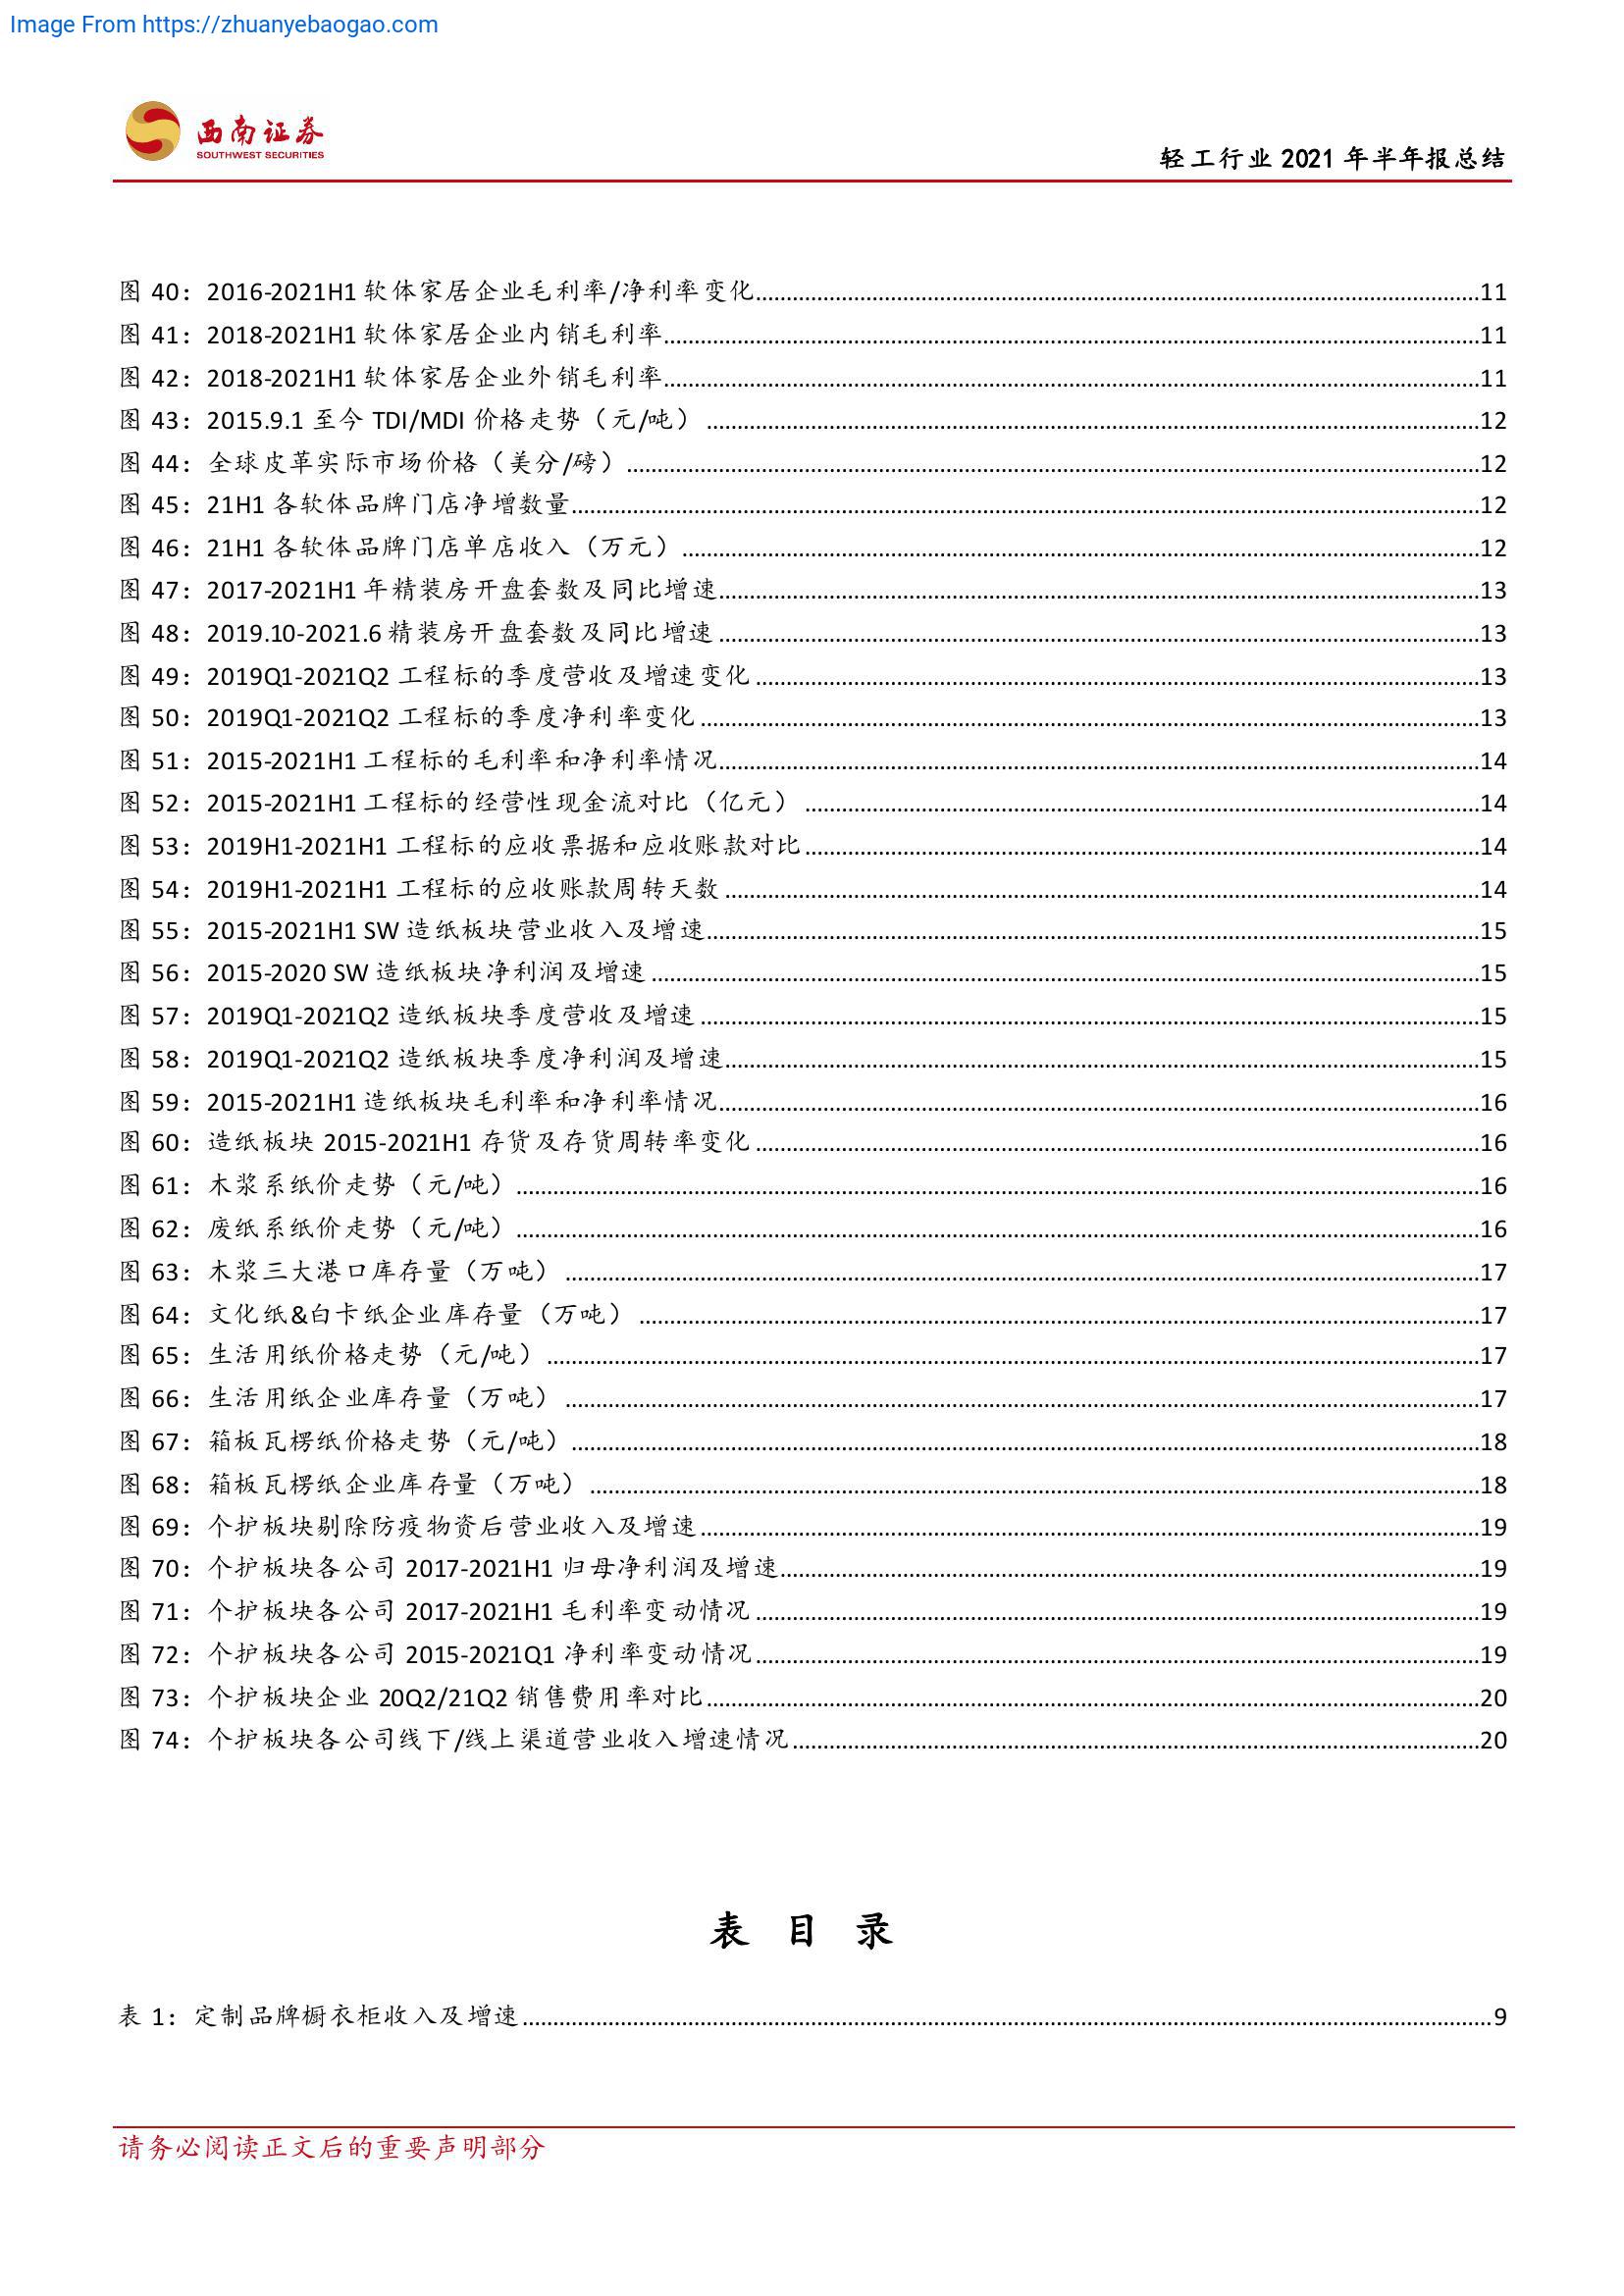 Image From https://zhuanyebaogao.com
西南证券
SOUTHWEST SECURITIES
轻工行业 2021 年半年报总结
图 40：2016-2021H1 软体家居企业毛利率/净利率变化 11
图 41：2018-2021H1 软体家居企业内销毛利率 11
图 42：2018-2021H1 软体家居企业外销毛利率 11
图 43：2015.9.1 至今 TDI/MDI 价格走势（元/吨） 12
图 44：全球皮革实际市场价格（美分/磅） 12
图 45：21H1 各软体品牌门店净增数量 12
图 46：21H1 各软体品牌门店单店收入（万元） 12
图 47：2017-2021H1 年精装房开盘套数及同比增速 13
图 48：2019.10-2021.6 精装房开盘套数及同比增速 13
图 49：2019Q1-2021Q2 工程标的季度营收及增速变化 13
图 50：2019Q1-2021Q2 工程标的季度净利率变化 13
图 51：2015-2021H1 工程标的毛利率和净利率情况 14
图 52：2015-2021H1 工程标的经营性现金流对比（亿元） 14
图 53：2019H1-2021H1 工程标的应收票据和应收账款对比 14
图 54：2019H1-2021H1 工程标的应收账款周转天数 14
图 55：2015-2021H1 SW 造纸板块营业收入及增速 15
图 56：2015-2020 SW 造纸板块净利润及增速 15
图 57：2019Q1-2021Q2 造纸板块季度营收及增速 15
图 58：2019Q1-2021Q2 造纸板块季度净利润及增速 15
图 59：2015-2021H1 造纸板块毛利率和净利率情况 16
图 60：造纸板块 2015-2021H1 存货及存货周转率变化 16
图 61：木浆系纸价走势（元/吨） 16
图 62：废纸系纸价走势（元/吨） 16
图 63：木浆三大港口库存量（万吨） 17
图 64：文化纸&白卡纸企业库存量（万吨） 17
图 65：生活用纸价格走势（元/吨） 17
图 66：生活用纸企业库存量（万吨） 17
图 67：箱板瓦楞纸价格走势（元/吨） 18
图 68：箱板瓦楞纸企业库存量（万吨） 18
图 69：个护板块剔除防疫物资后营业收入及增速 19
图 70：个护板块各公司 2017-2021H1 归母净利润及增速 19
图 71：个护板块各公司 2017-2021H1 毛利率变动情况 19
图 72：个护板块各公司 2015-2021Q1 净利率变动情况 19
图 73：个护板块企业 20Q2/21Q2 销售费用率对比 20
图 74：个护板块各公司线下/线上渠道营业收入增速情况 20
表 目 录
表 1：定制品牌橱衣柜收入及增速 9
请务必阅读正文后的重要声明部分